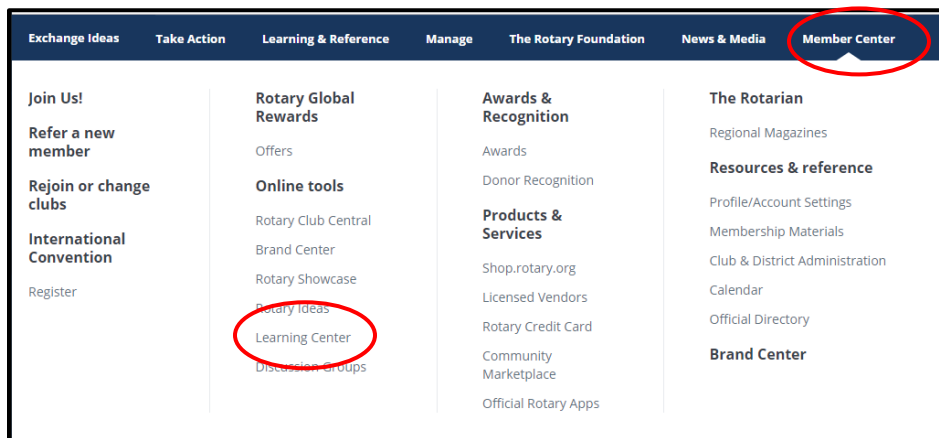 Exchange Ideas Take Action Learning & Reference Manage The Rotary Foundation News & Media Member Center
Join Us!
Refer a new
member
Rejoin or change
clubs
International
Convention
Register
Rotary Global
Rewards
Offers
Online tools
Rotary Club Central
Brand Center
Rotary Showcase
Rotary Ideas
Learning Center
Discussion Groups
Awards &
Recognition
Awards
Donor Recognition
Products &
Services
Shop.rotary.org
Licensed Vendors
Rotary Credit Card
Community
Marketplace
Official Rotary Apps
The Rotarian
Regional Magazines
Resources & reference
Profile/Account Settings
Membership Materials
Club & District Administration
Calendar
Official Directory
Brand Center